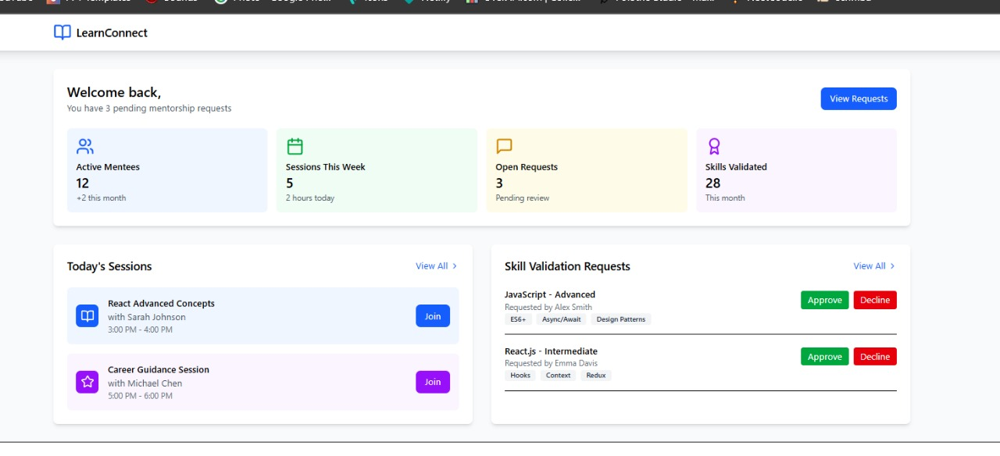 LearnConnect
Welcome back,
You have 3 pending mentorship requests
View Requests
Active Mentees
12
+2 this month
Sessions This Week
5
2 hours today
Open Requests
3
Pending review
Skills Validated
28
This month
Today's Sessions
View All
React Advanced Concepts
with Sarah Johnson
3:00 PM - 4:00 PM
Join
Career Guidance Session
with Michael Chen
5:00 PM - 6:00 PM
Join
Skill Validation Requests
View All
JavaScript - Advanced
Requested by Alex Smith
ES6+ Async/Await Design Patterns
Approve Decline
React.js - Intermediate
Requested by Emma Davis
Hooks Context Redux
Approve Decline